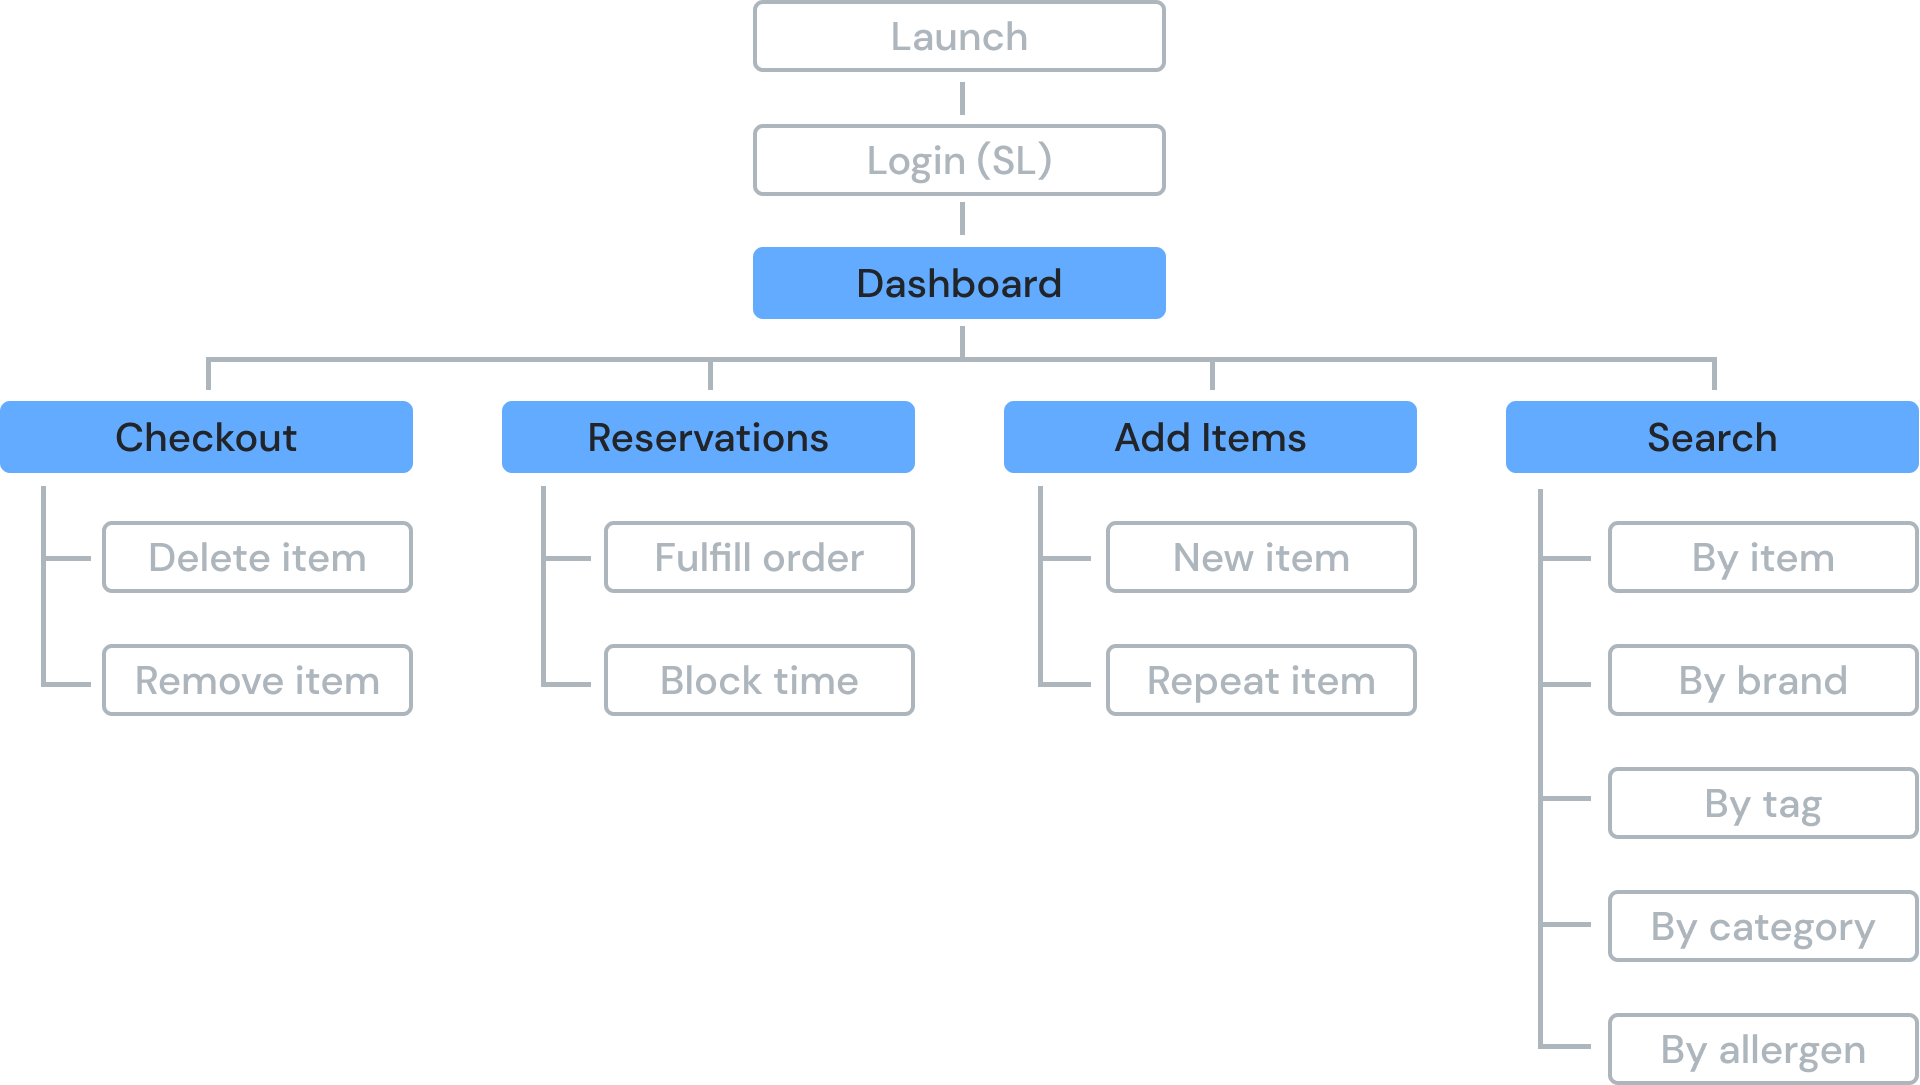 Launch
Login (SL)
Dashboard
Checkout
Delete item
Remove item
Reservations
Fulfill order
Block time
Add Items
New item
Repeat item
Search
By item
By brand
By tag
By category
By allergen